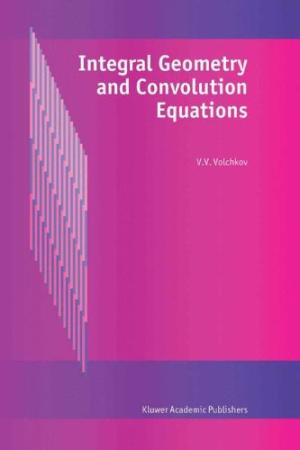 Integral Geometry
and Convolution
Equations
V.V. Volchkov
Kluwer Academic Publishers